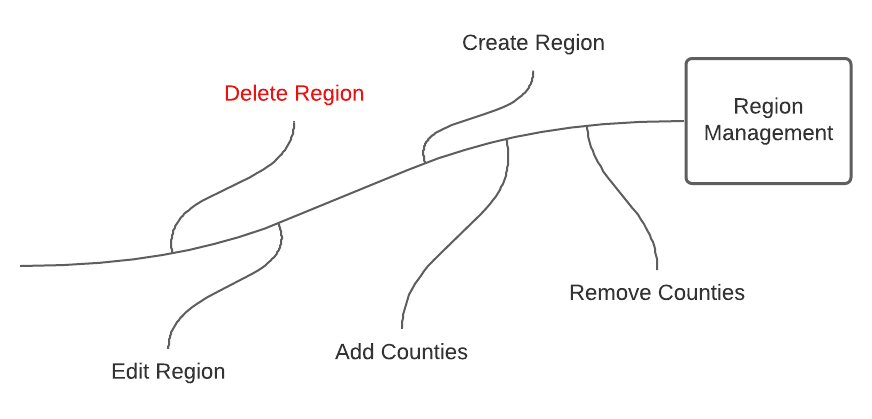 Create Region
Delete Region
Region
Management
Remove Counties
Add Counties
Edit Region